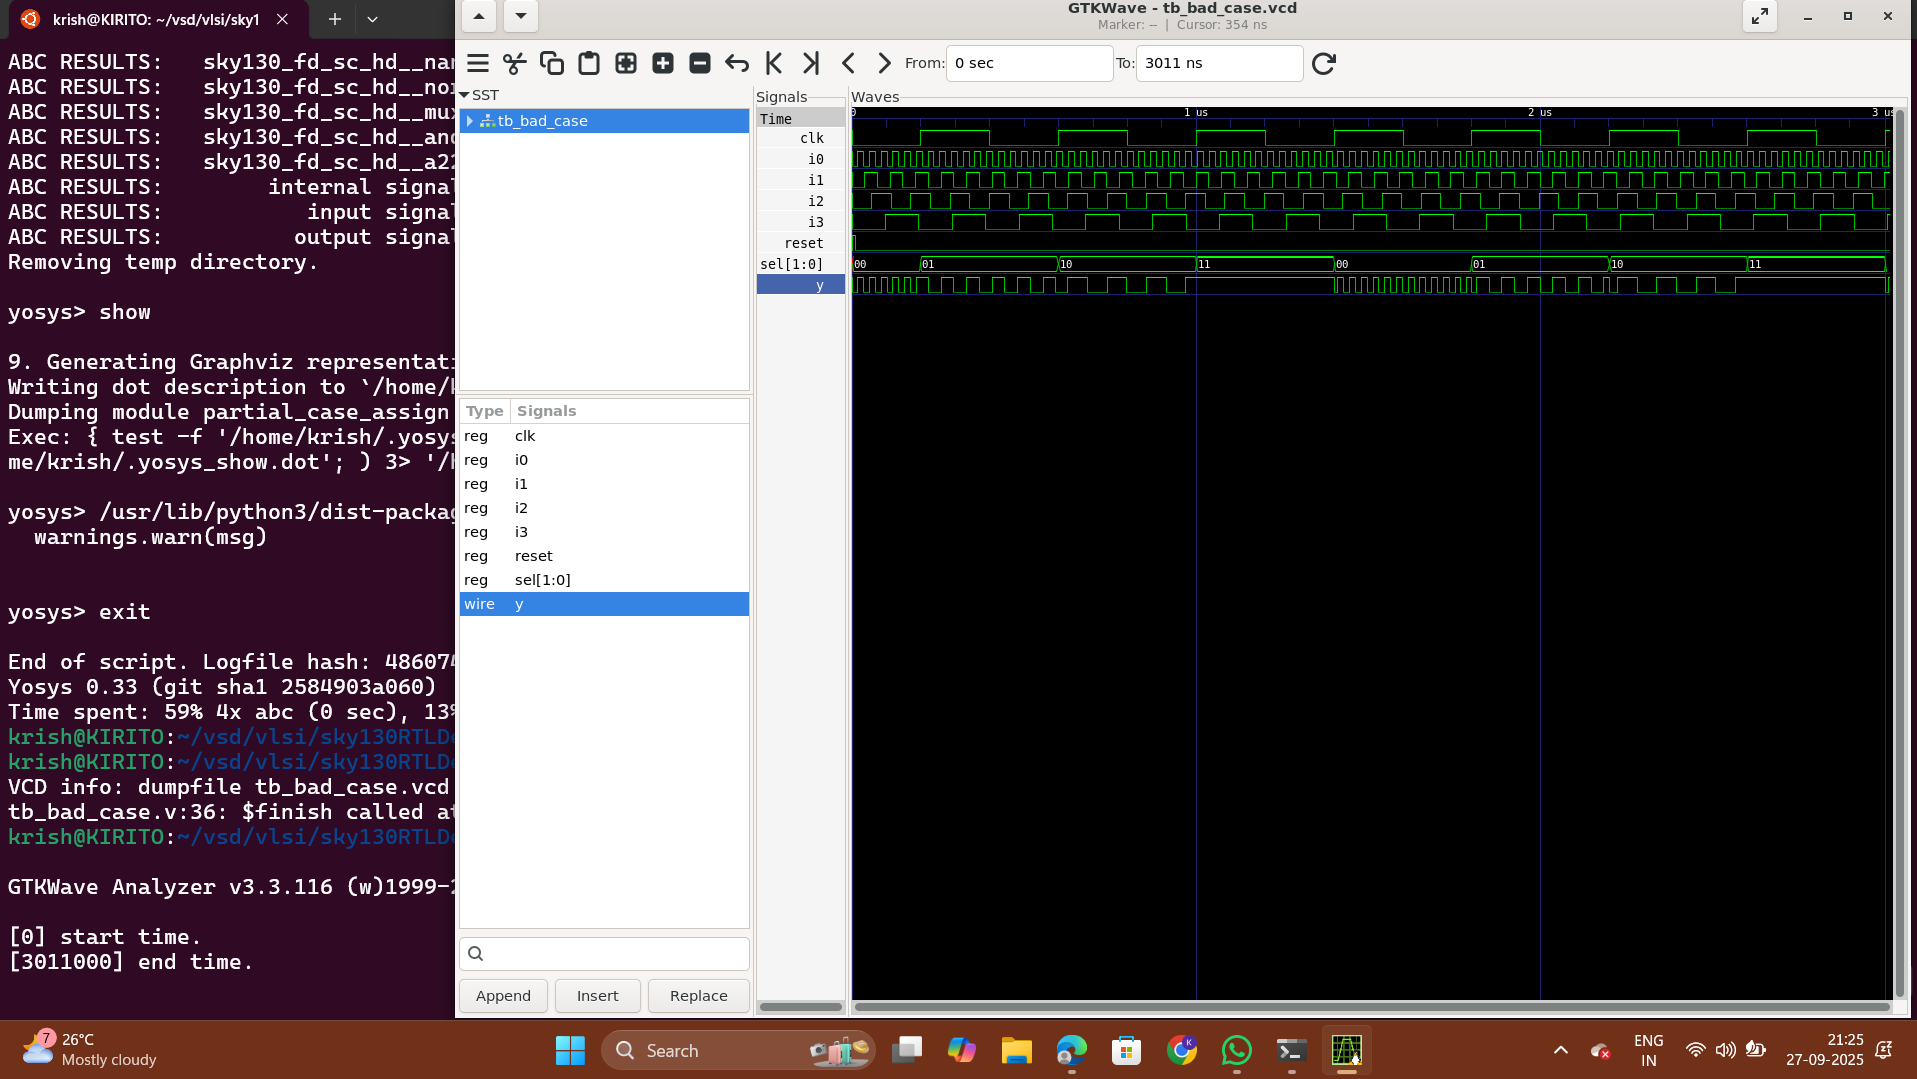 krish@KIRITO: ~/vsd/vlsi/sky1
ABC RESULTS:   sky130_fd_sc_hd__nan
ABC RESULTS:   sky130_fd_sc_hd__no
ABC RESULTS:   sky130_fd_sc_hd__mux
ABC RESULTS:   sky130_fd_sc_hd__and
ABC RESULTS:   sky130_fd_sc_hd__a22
ABC RESULTS:        internal signal
ABC RESULTS:           input signal
ABC RESULTS:          output signal
Removing temp directory.
yosys> show
9. Generating Graphviz representati
Writing dot description to `/home/k
Dumping module partial_case_assign
Exec: { test -f '/home/krish/.yosys
me/krish/.yosys_show.dot'; ) 3> '/h
yosys> /usr/lib/python3/dist-packag
warnings.warn(msg)
yosys> exit
End of script. Logfile hash: 486074
Yosys 0.33 (git sha1 2584903a060)
Time spent: 59% 4x abc (0 sec), 13%
krish@KIRITO:~/vsd/vlsi/sky130RTLDe
krish@KIRITO:~/vsd/vlsi/sky130RTLDe
VCD info: dumpfile tb_bad_case.vcd
tb_bad_case.v:36: $finish called at
krish@KIRITO:~/vsd/vlsi/sky130RTLDe
GTKWave Analyzer v3.3.116 (w)1999-2
[0] start time.
[3011000] end time.
GTKWave - tb_bad_case.vcd
Marker: -- | Cursor: 354 ns
From: 0 sec To: 3011 ns
SST
tb_bad_case
Type Signals
reg clk
reg i0
reg i1
reg i2
reg i3
reg reset
reg sel[1:0]
wire y
Append Insert Replace
Signals
Time
clk
i0
i1
i2
i3
reset
sel[1:0]
y
Waves
0 1 us 2 us 3 us
00 01 10 11 00 01 10 11
7
26°C
Mostly cloudy
Search
K
ENG
IN
21:25
27-09-2025